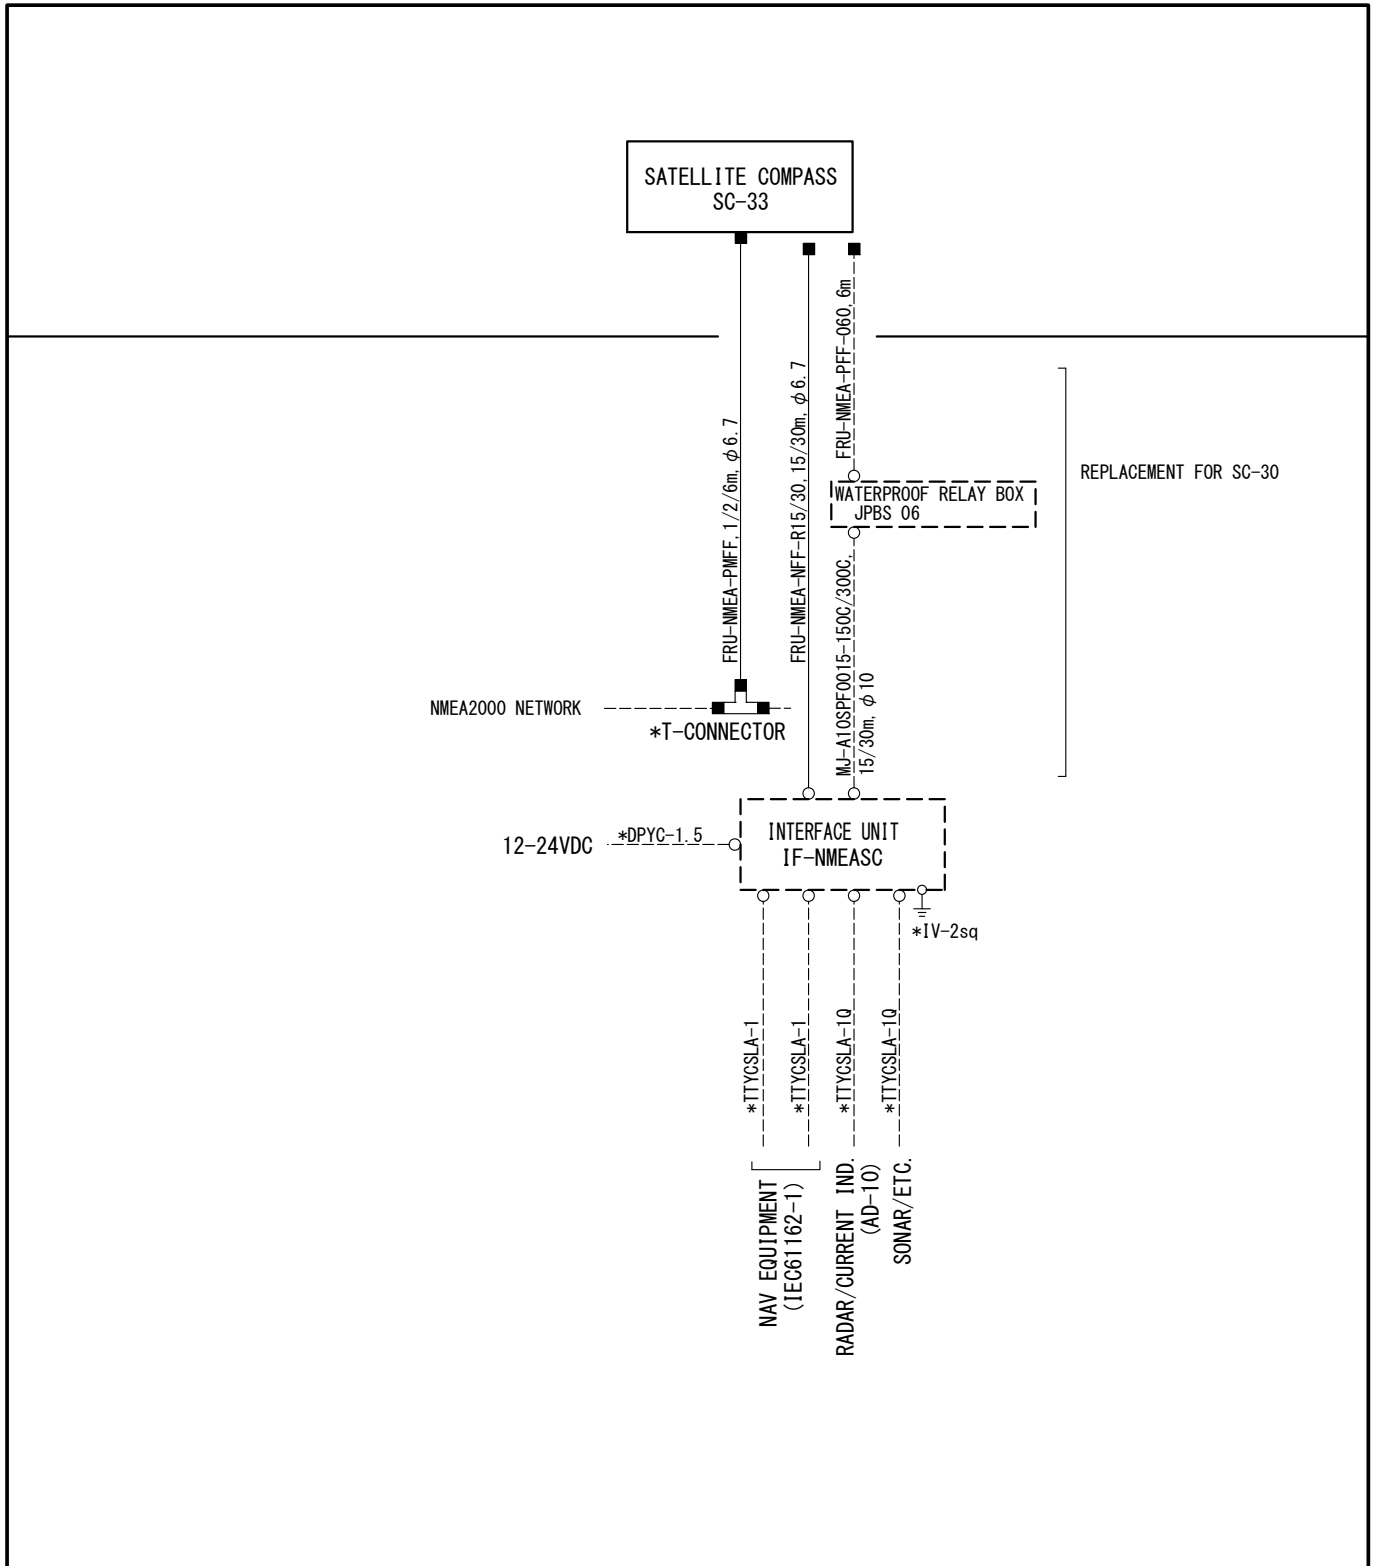 SATELLITE COMPASS
SC-33
FRU-NMEA-PMFF, 1/2/6m, φ6.7
FRU-NMEA-NFF-R15/30, 15/30m, φ6.7
FRU-NMEA-PFF-060, 6m
REPLACEMENT FOR SC-30
WATERPROOF RELAY BOX
JPBS 06
MJ-A10SPF0015-150C/300C,
15/30m, φ10
NMEA2000 NETWORK
*T-CONNECTOR
12-24VDC
*DPYC-1.5
INTERFACE UNIT
IF-NMEASC
*IV-2sq
*TTYCSLA-1
*TTYCSLA-1
*TTYCSLA-1Q
*TTYCSLA-1Q
NAV EQUIPMENT
(IEC61162-1)
RADAR/CURRENT IND.
(AD-10)
SONAR/ETC.